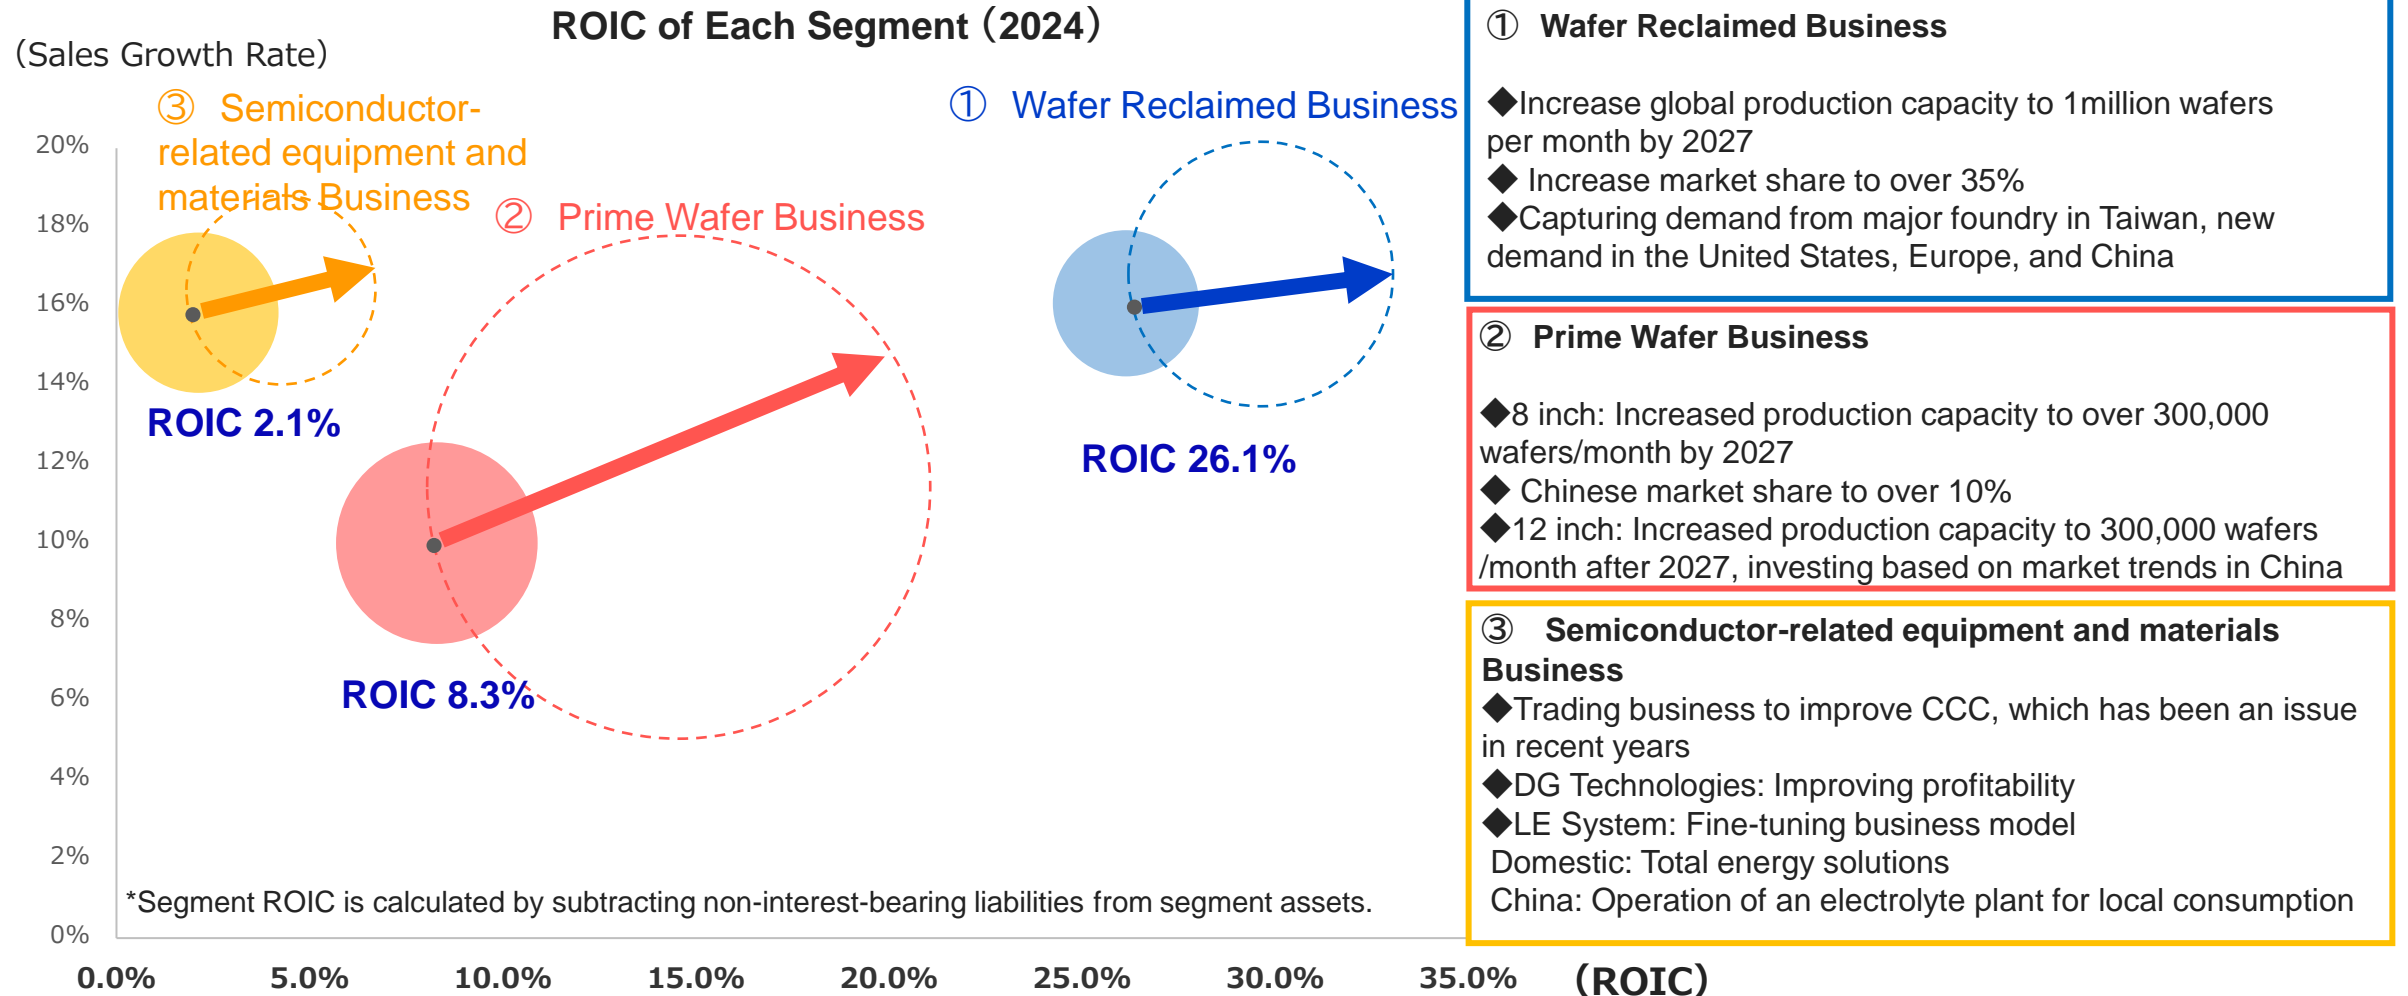 ROIC of Each Segment（2024）
（Sales Growth Rate）
③ Semiconductor-
related equipment and
materials Business
② Prime Wafer Business
① Wafer Reclaimed Business
20%
18%
16%
14%
12%
10%
8%
6%
4%
2%
0%
ROIC 2.1%
ROIC 8.3%
ROIC 26.1%
*Segment ROIC is calculated by subtracting non-interest-bearing liabilities from segment assets.
0.0% 5.0% 10.0% 15.0% 20.0% 25.0% 30.0% 35.0% （ROIC）
① Wafer Reclaimed Business
◆Increase global production capacity to 1million wafers
per month by 2027
◆ Increase market share to over 35%
◆Capturing demand from major foundry in Taiwan, new
demand in the United States, Europe, and China
② Prime Wafer Business
◆8 inch: Increased production capacity to over 300,000
wafers/month by 2027
◆ Chinese market share to over 10%
◆12 inch: Increased production capacity to 300,000 wafers
/month after 2027, investing based on market trends in China
③ Semiconductor-related equipment and materials
Business
◆Trading business to improve CCC, which has been an issue
in recent years
◆DG Technologies: Improving profitability
◆LE System: Fine-tuning business model
Domestic: Total energy solutions
China: Operation of an electrolyte plant for local consumption